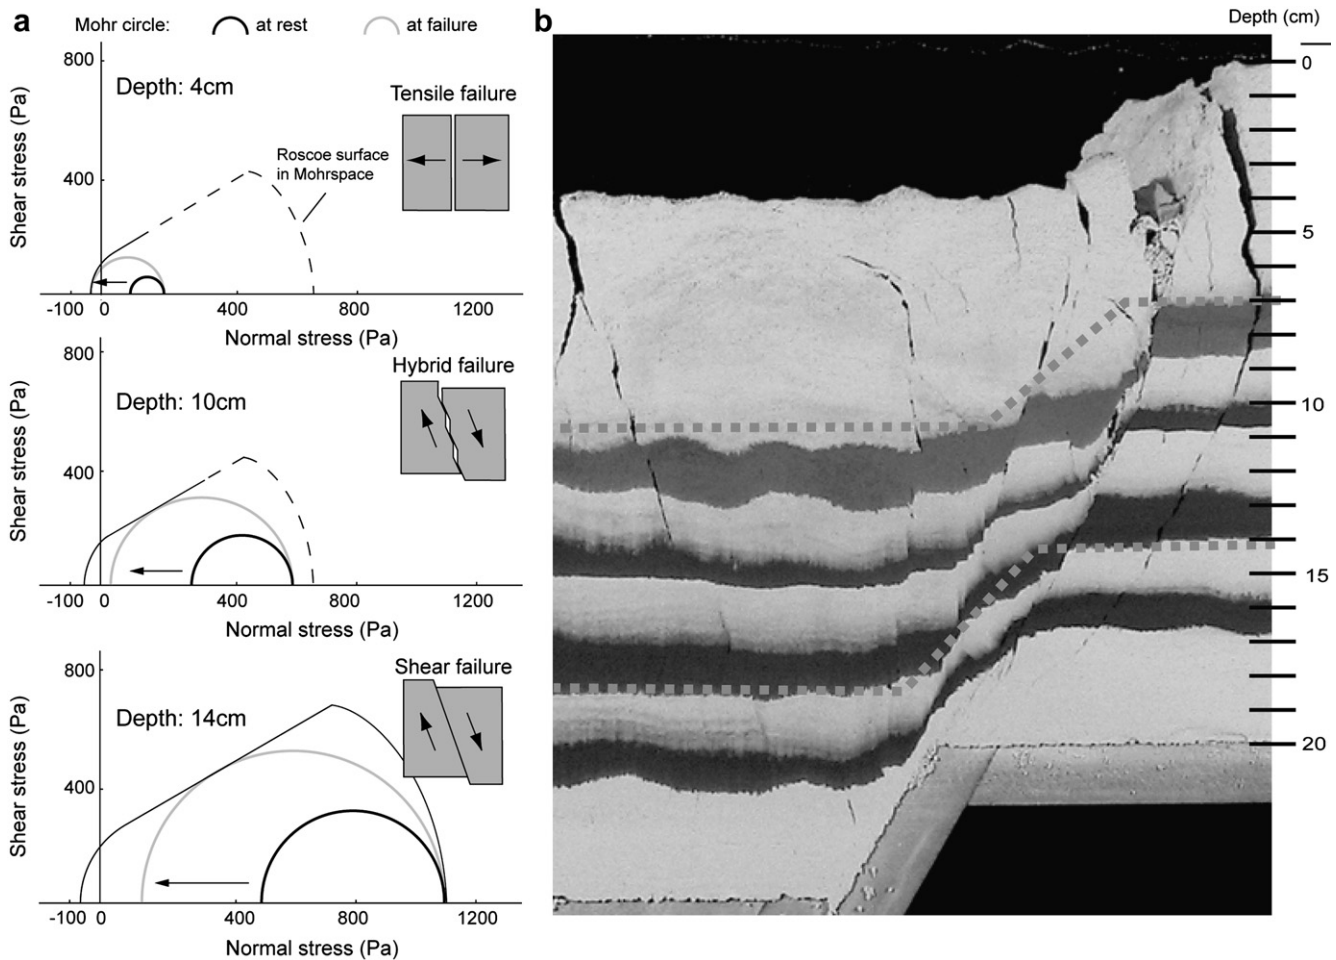 a
Mohr circle: at rest at failure
Shear stress (Pa)
800
400
Depth: 4cm
Tensile failure
Roscoe surface
in Mohrspace
-100 0 400 800 1200
Normal stress (Pa)
Shear stress (Pa)
800
400
Depth: 10cm
Hybrid failure
-100 0 400 800 1200
Normal stress (Pa)
Shear stress (Pa)
800
400
Depth: 14cm
Shear failure
-100 0 400 800 1200
Normal stress (Pa)
b
Depth (cm)
0
5
10
15
20